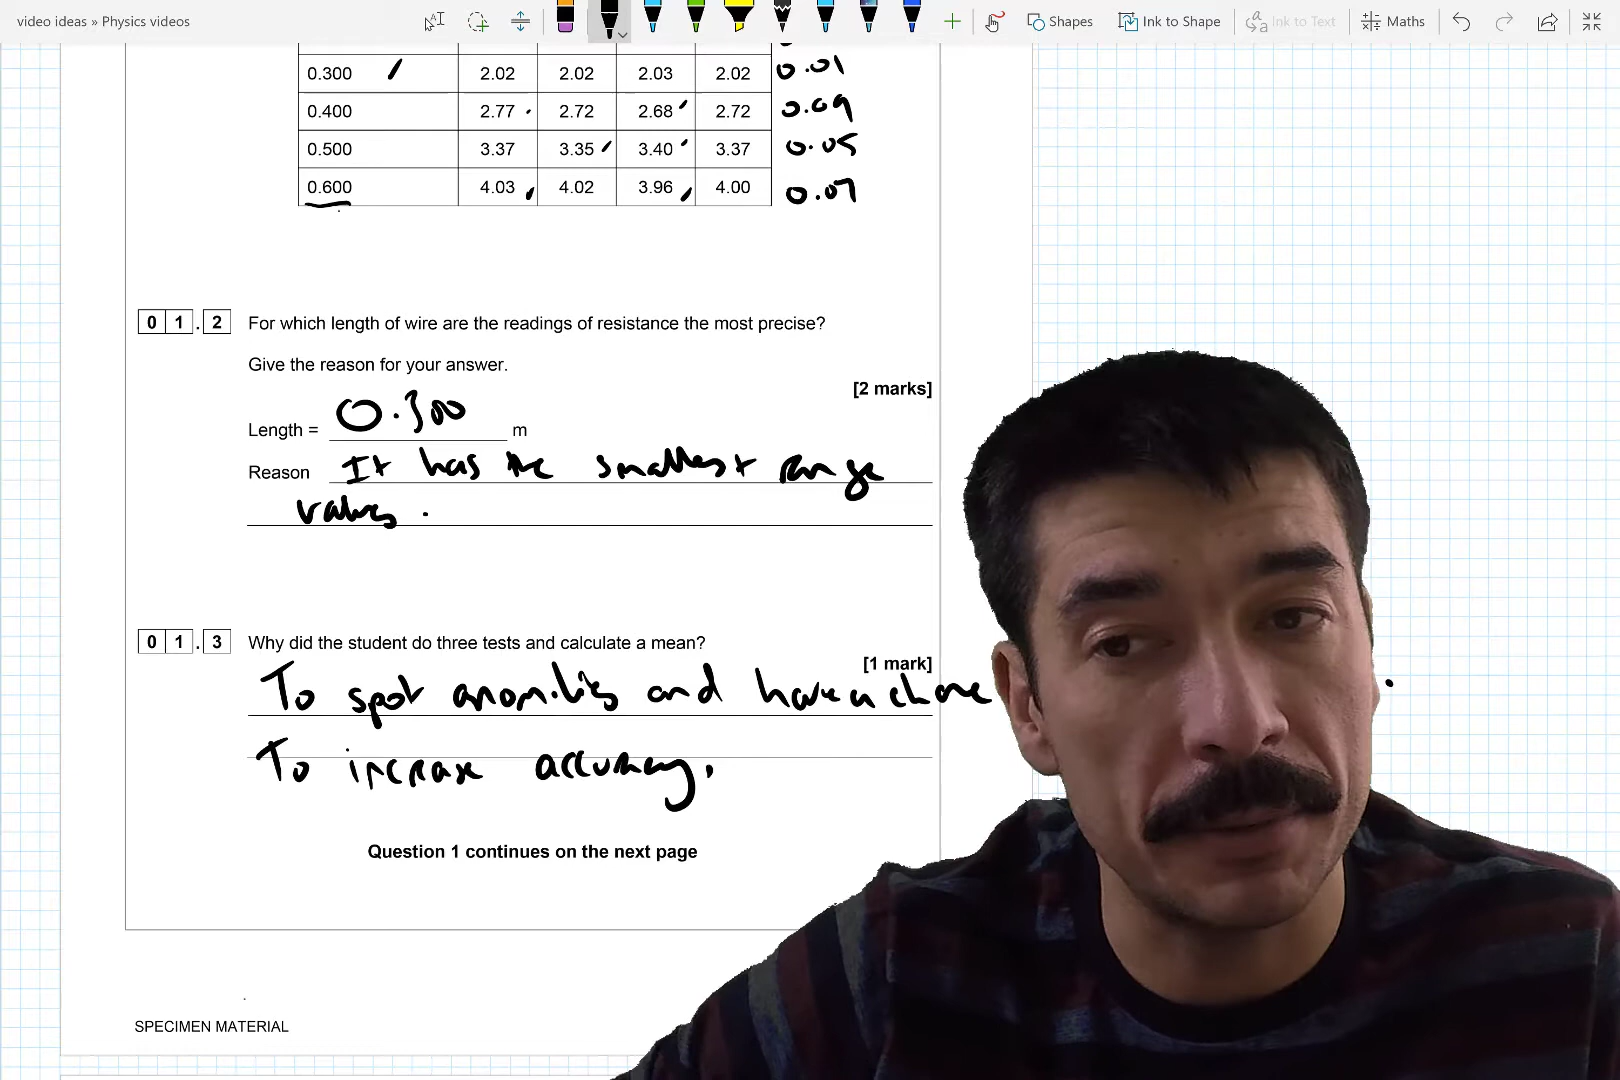 video ideas » Physics videos
Shapes Ink to Shape Ink to Text Maths
0.300 2.02 2.02 2.03 2.02 0.01
0.400 2.77 2.72 2.68 2.72 0.09
0.500 3.37 3.35 3.40 3.37 0.05
0.600 4.03 4.02 3.96 4.00 0.07
0 1 . 2 For which length of wire are the readings of resistance the most precise?
Give the reason for your answer.
[2 marks]
Length = 0.300 m
Reason It has the smallest range
values.
0 1 . 3 Why did the student do three tests and calculate a mean?
[1 mark]
To spot and have a
To increase accuracy.
Question 1 continues on the next page
SPECIMEN MATERIAL